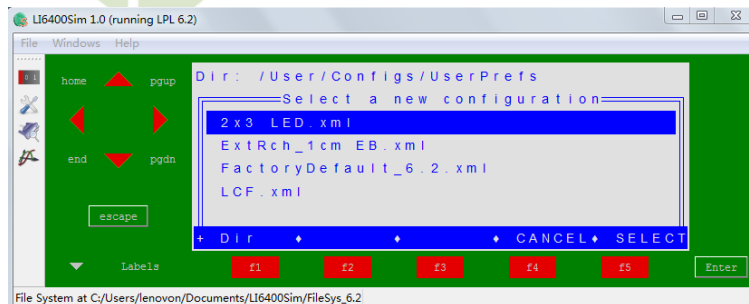 LI6400Sim 1.0 (running LPL 6.2)
File Windows Help
home pgup
end pgdn
escape
Labels
Dir: /User/Configs/UserPrefs
Select a new configuration
2x3 LED.xml
ExtRch_1cm EB.xml
FactoryDefault_6.2.xml
LCF.xml
+ Dir ♦ ♦ ♦ CANCEL♦ SELECT
f1 f2 f3 f4 f5 Enter
File System at C:/Users/lenovon/Documents/LI6400Sim/FileSys_6.2